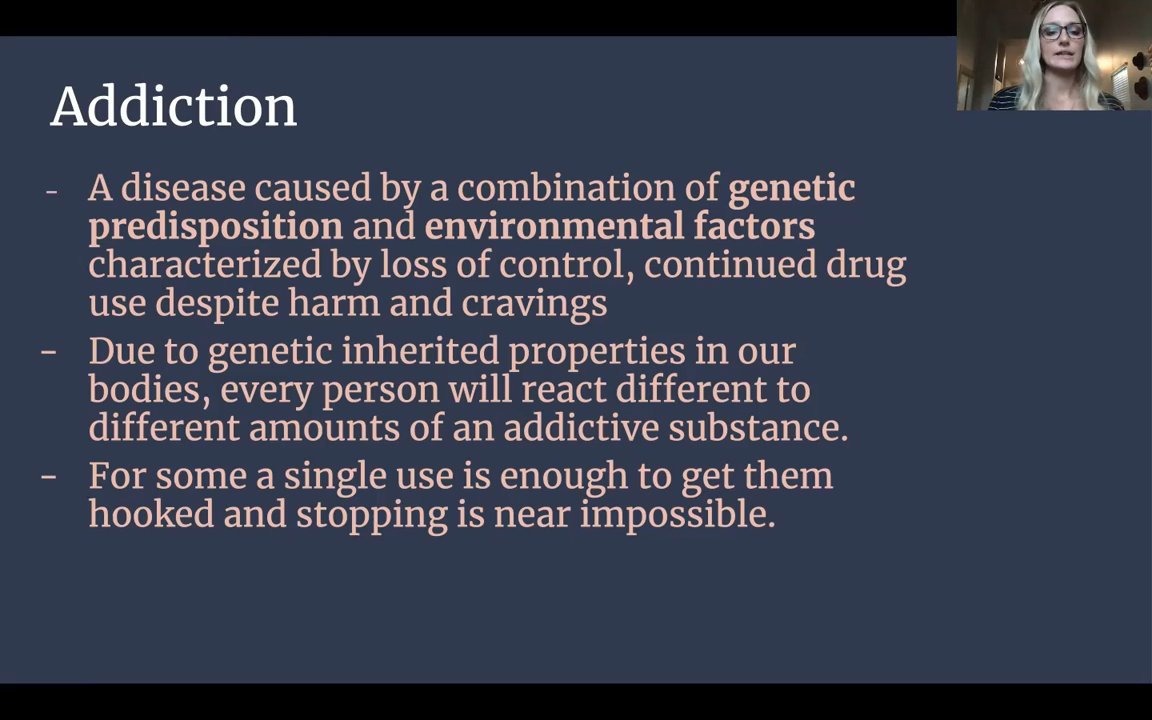 Addiction
- A disease caused by a combination of genetic
predisposition and environmental factors
characterized by loss of control, continued drug
use despite harm and cravings
- Due to genetic inherited properties in our
bodies, every person will react different to
different amounts of an addictive substance.
- For some a single use is enough to get them
hooked and stopping is near impossible.